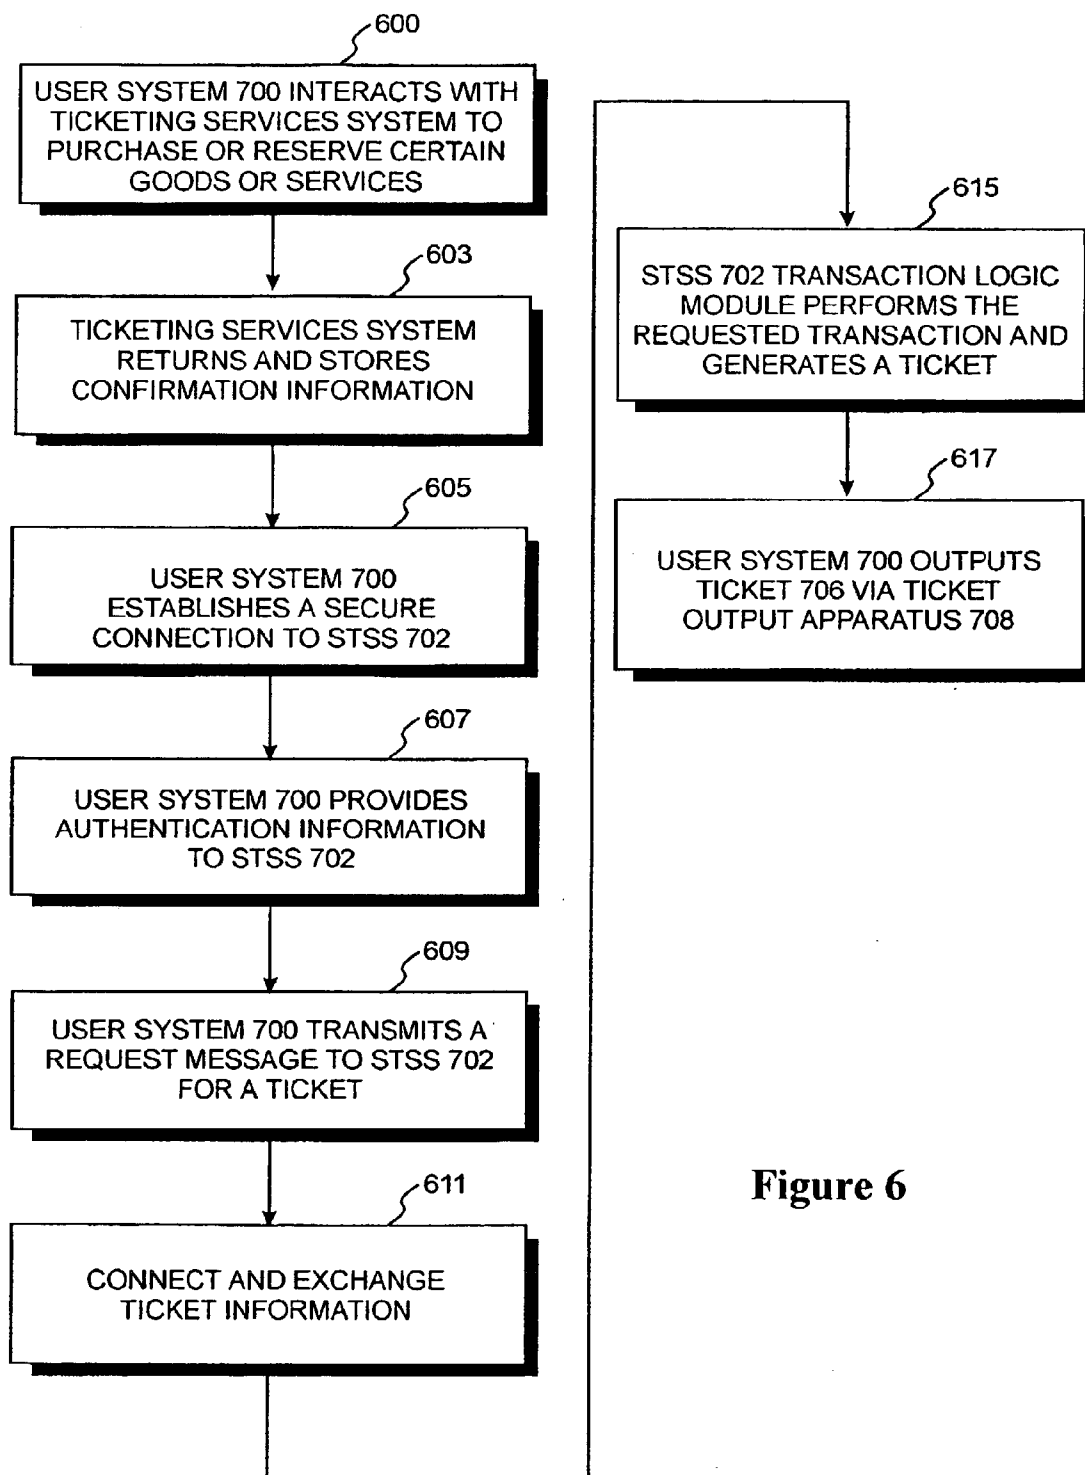 600
USER SYSTEM 700 INTERACTS WITH
TICKETING SERVICES SYSTEM TO
PURCHASE OR RESERVE CERTAIN
GOODS OR SERVICES
603
TICKETING SERVICES SYSTEM
RETURNS AND STORES
CONFIRMATION INFORMATION
605
USER SYSTEM 700
ESTABLISHES A SECURE
CONNECTION TO STSS 702
607
USER SYSTEM 700 PROVIDES
AUTHENTICATION INFORMATION
TO STSS 702
609
USER SYSTEM 700 TRANSMITS A
REQUEST MESSAGE TO STSS 702
FOR A TICKET
611
CONNECT AND EXCHANGE
TICKET INFORMATION
615
STSS 702 TRANSACTION LOGIC
MODULE PERFORMS THE
REQUESTED TRANSACTION AND
GENERATES A TICKET
617
USER SYSTEM 700 OUTPUTS
TICKET 706 VIA TICKET
OUTPUT APPARATUS 708
Figure 6